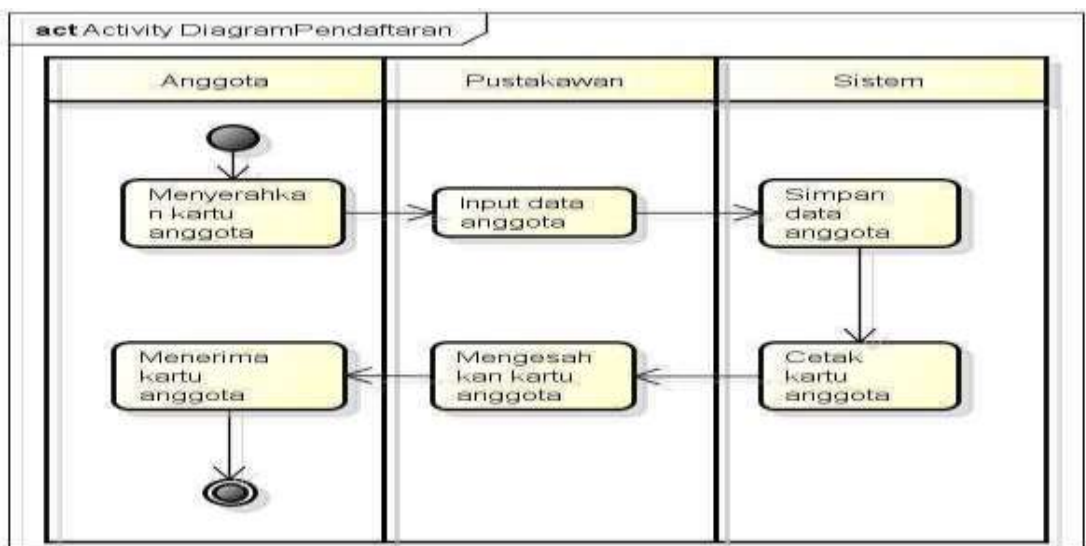 act Activity DiagramPendaftaran
Anggota
Pustakawan
Sistem
Menyerahka
n kartu
anggota
Input data
anggota
Simpan
data
anggota
Menerima
kartu
anggota
Mengesah
kan kartu
anggota
Cetak
kartu
anggota